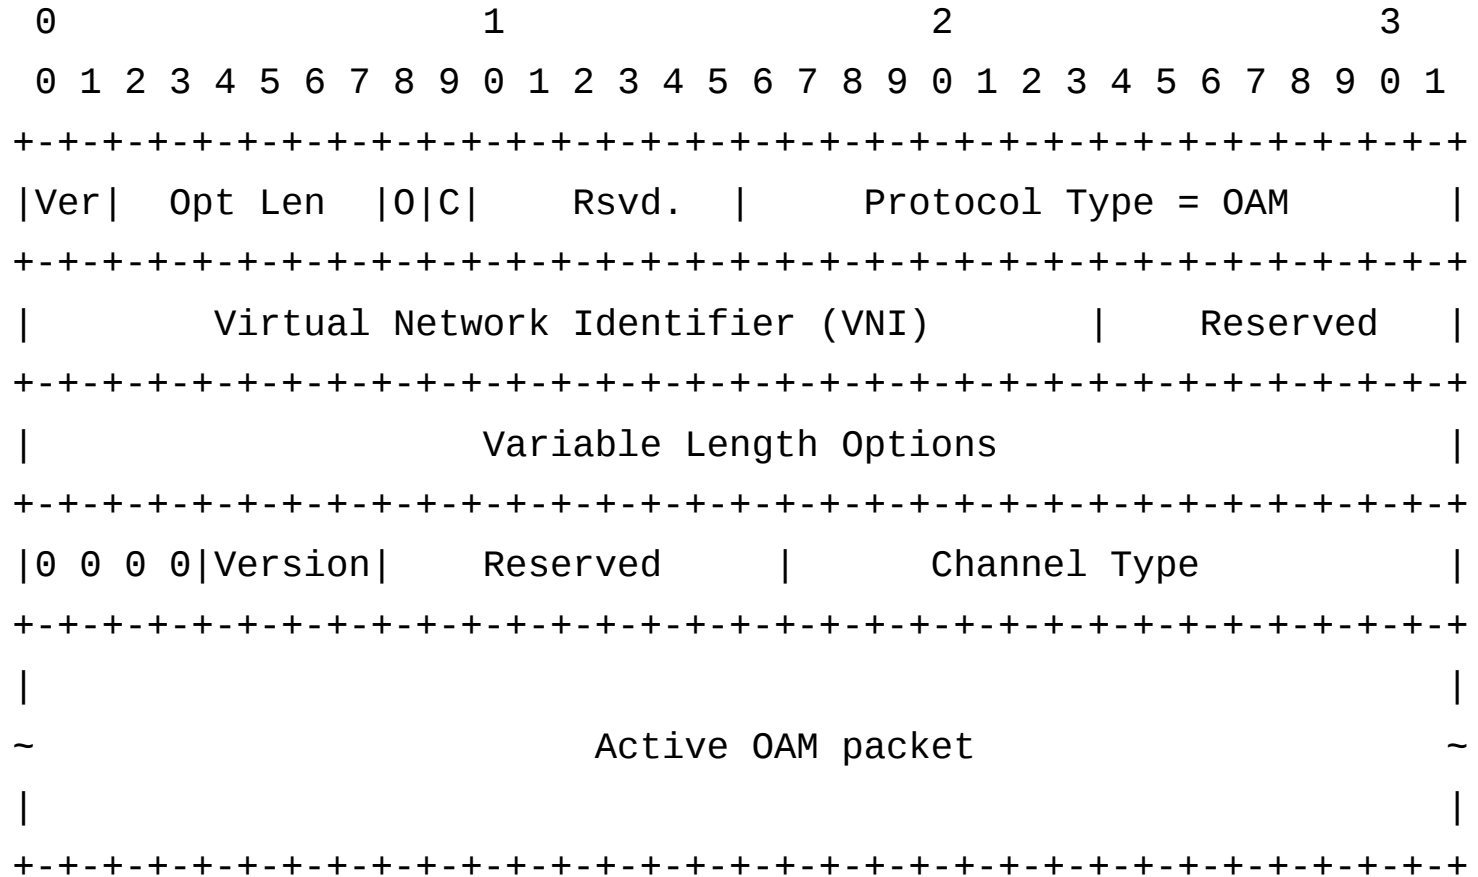 0                   1                   2                   3
 0 1 2 3 4 5 6 7 8 9 0 1 2 3 4 5 6 7 8 9 0 1 2 3 4 5 6 7 8 9 0 1
+-+-+-+-+-+-+-+-+-+-+-+-+-+-+-+-+-+-+-+-+-+-+-+-+-+-+-+-+-+-+-+-+
|Ver|  Opt Len  |O|C|    Rsvd.  |     Protocol Type = OAM       |
+-+-+-+-+-+-+-+-+-+-+-+-+-+-+-+-+-+-+-+-+-+-+-+-+-+-+-+-+-+-+-+-+
|        Virtual Network Identifier (VNI)       |    Reserved   |
+-+-+-+-+-+-+-+-+-+-+-+-+-+-+-+-+-+-+-+-+-+-+-+-+-+-+-+-+-+-+-+-+
|                    Variable Length Options                    |
+-+-+-+-+-+-+-+-+-+-+-+-+-+-+-+-+-+-+-+-+-+-+-+-+-+-+-+-+-+-+-+-+
|0 0 0 0|Version|    Reserved     |      Channel Type           |
+-+-+-+-+-+-+-+-+-+-+-+-+-+-+-+-+-+-+-+-+-+-+-+-+-+-+-+-+-+-+-+-+
|                                                               |
~                         Active OAM packet                     ~
|                                                               |
+-+-+-+-+-+-+-+-+-+-+-+-+-+-+-+-+-+-+-+-+-+-+-+-+-+-+-+-+-+-+-+-+